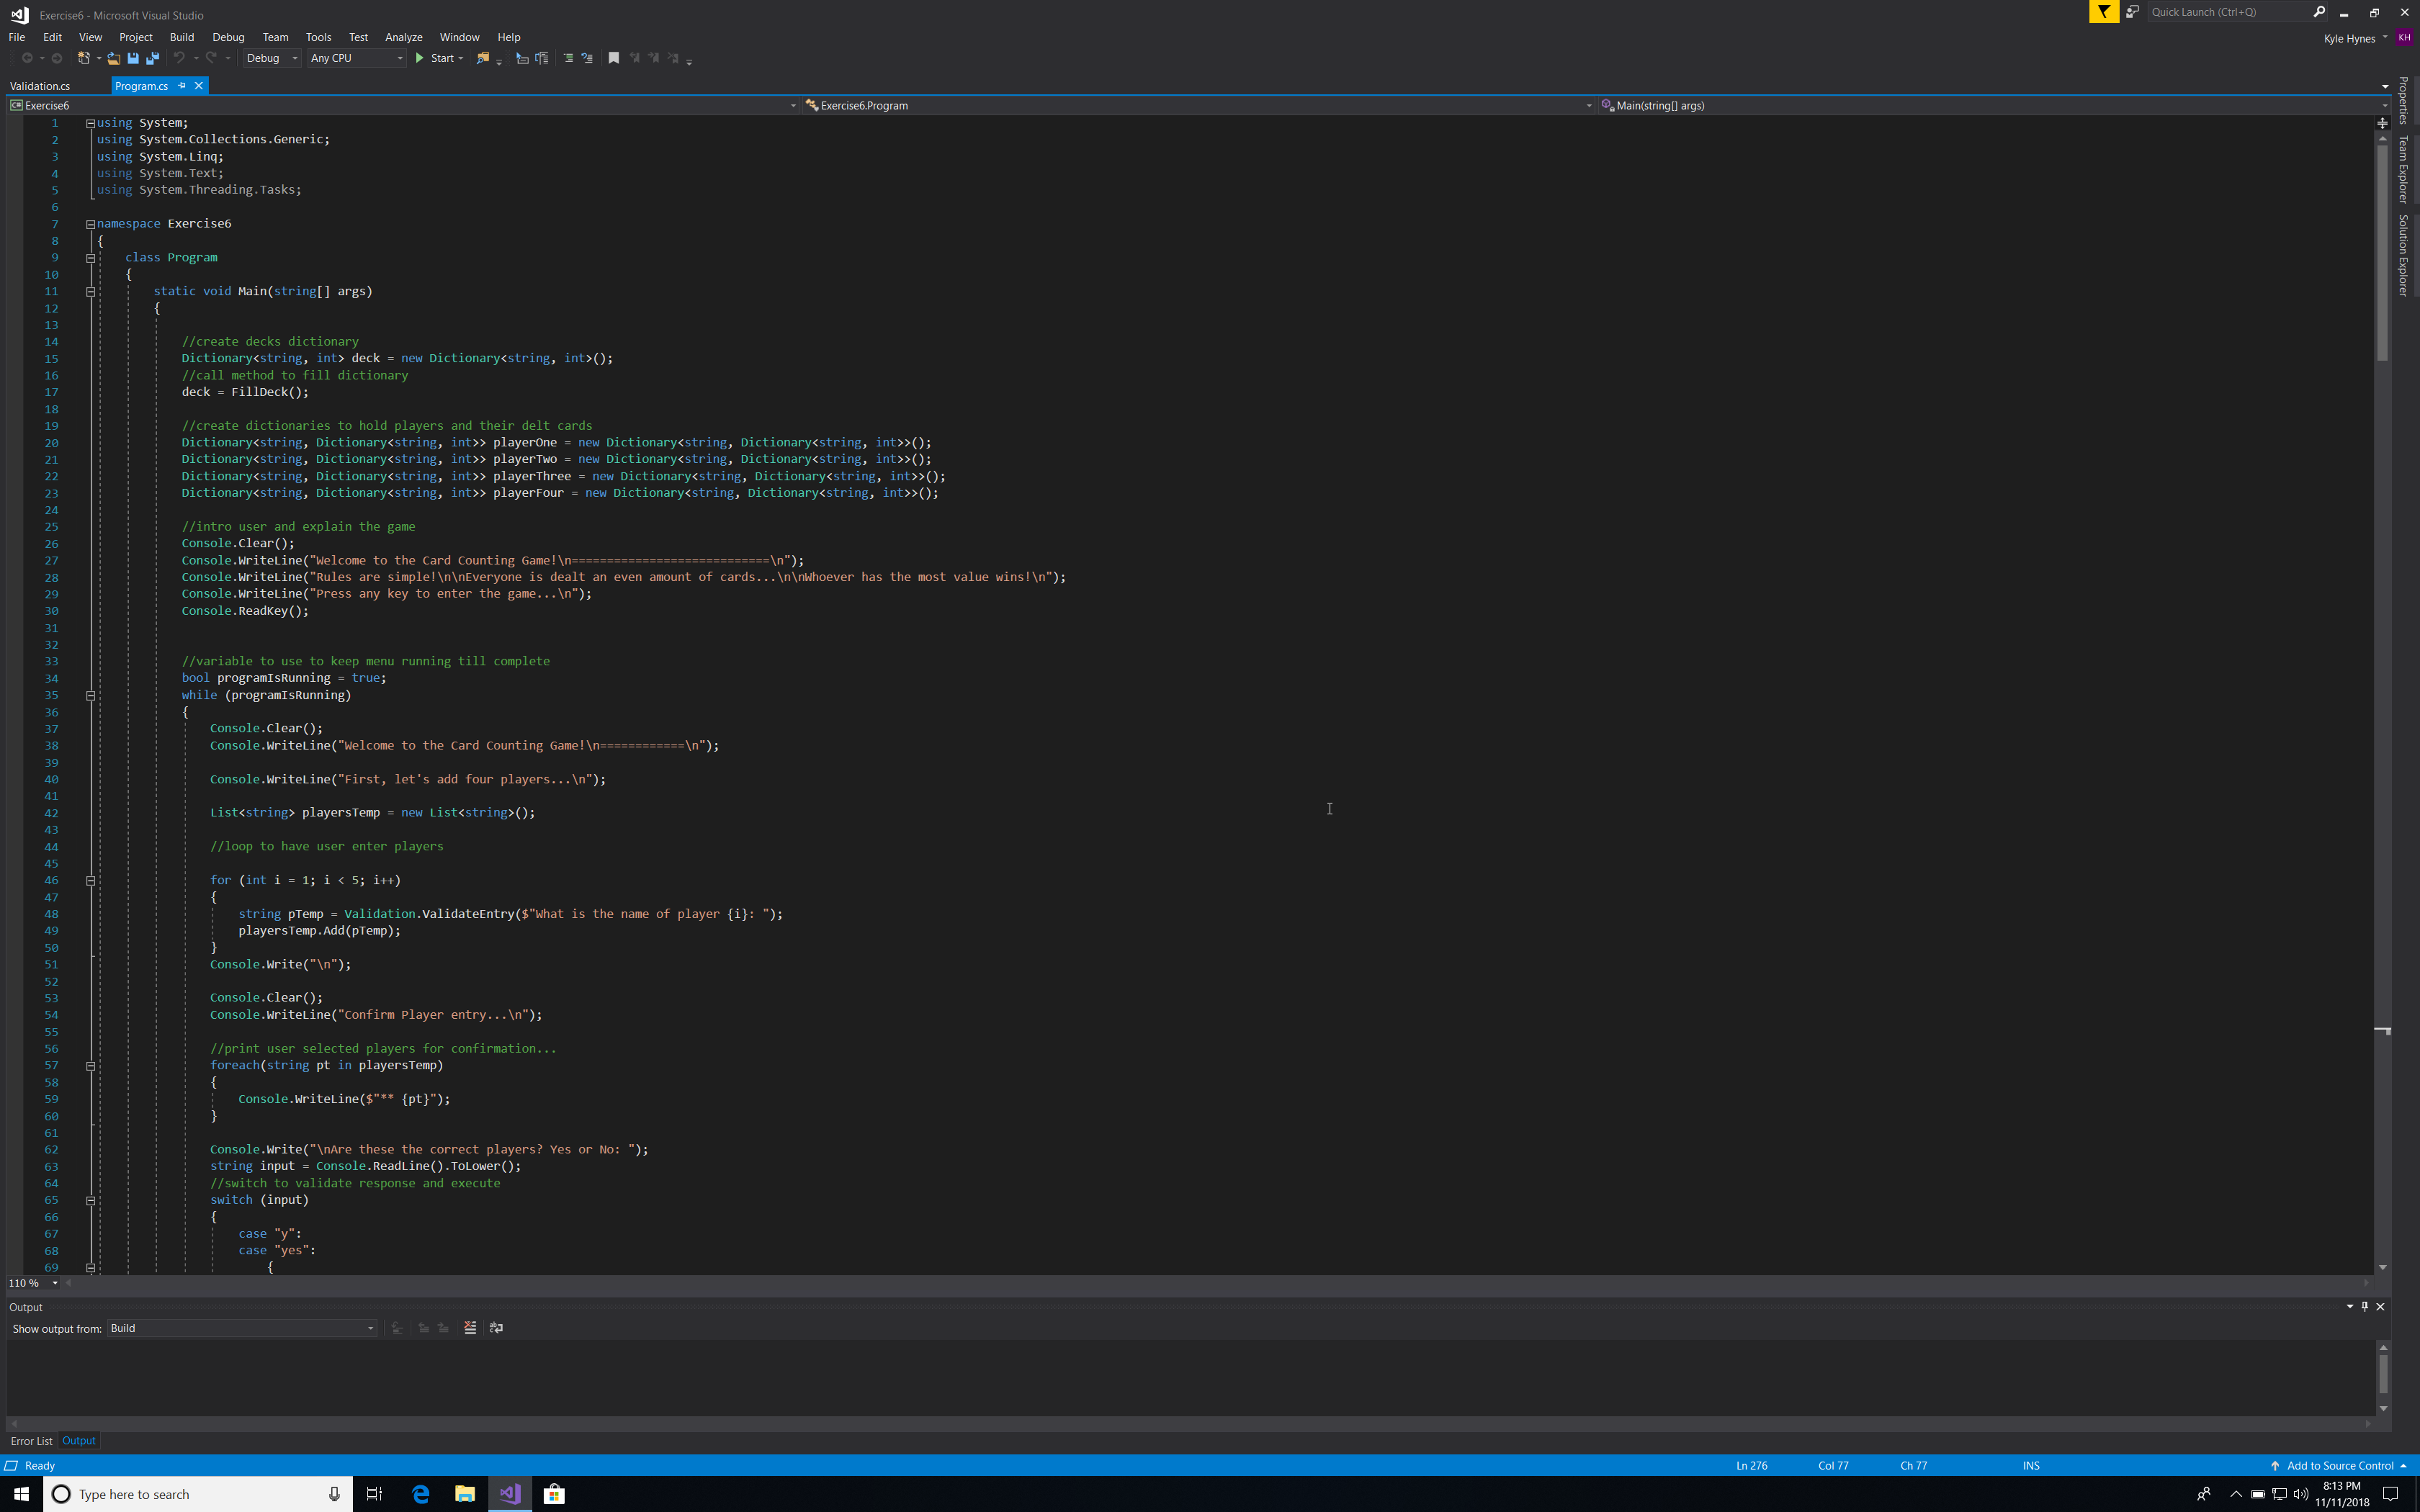 Exercise6 - Microsoft Visual Studio
Quick Launch (Ctrl+Q)
File Edit View Project Build Debug Team Tools Test Analyze Window Help
Kyle Hynes KH
Debug Any CPU Start
Validation.cs Program.cs
Exercise6 Exercise6.Program Main(string[] args)
Properties
Team Explorer
Solution Explorer
1 using System;
2 using System.Collections.Generic;
3 using System.Linq;
4 using System.Text;
5 using System.Threading.Tasks;
6
7 namespace Exercise6
8 {
9 class Program
10 {
11 static void Main(string[] args)
12 {
13
14 //create decks dictionary
15 Dictionary<string, int> deck = new Dictionary<string, int>();
16 //call method to fill dictionary
17 deck = FillDeck();
18
19 //create dictionaries to hold players and their delt cards
20 Dictionary<string, Dictionary<string, int>> playerOne = new Dictionary<string, Dictionary<string, int>>();
21 Dictionary<string, Dictionary<string, int>> playerTwo = new Dictionary<string, Dictionary<string, int>>();
22 Dictionary<string, Dictionary<string, int>> playerThree = new Dictionary<string, Dictionary<string, int>>();
23 Dictionary<string, Dictionary<string, int>> playerFour = new Dictionary<string, Dictionary<string, int>>();
24
25 //intro user and explain the game
26 Console.Clear();
27 Console.WriteLine("Welcome to the Card Counting Game!\n============================\n");
28 Console.WriteLine("Rules are simple!\n\nEveryone is dealt an even amount of cards...\n\nWhoever has the most value wins!\n");
29 Console.WriteLine("Press any key to enter the game...\n");
30 Console.ReadKey();
31
32
33 //variable to use to keep menu running till complete
34 bool programIsRunning = true;
35 while (programIsRunning)
36 {
37 Console.Clear();
38 Console.WriteLine("Welcome to the Card Counting Game!\n============\n");
39
40 Console.WriteLine("First, let's add four players...\n");
41
42 List<string> playersTemp = new List<string>();
43
44 //loop to have user enter players
45
46 for (int i = 1; i < 5; i++)
47 {
48 string pTemp = Validation.ValidateEntry($"What is the name of player {i}: ");
49 playersTemp.Add(pTemp);
50 }
51 Console.Write("\n");
52
53 Console.Clear();
54 Console.WriteLine("Confirm Player entry...\n");
55
56 //print user selected players for confirmation...
57 foreach(string pt in playersTemp)
58 {
59 Console.WriteLine($"** {pt}");
60 }
61
62 Console.Write("\nAre these the correct players? Yes or No: ");
63 string input = Console.ReadLine().ToLower();
64 //switch to validate response and execute
65 switch (input)
66 {
67 case "y":
68 case "yes":
69 {
110 %
Output
Show output from: Build
Error List Output
Ready Ln 276 Col 77 Ch 77 INS Add to Source Control
Type here to search
8:13 PM
11/11/2018